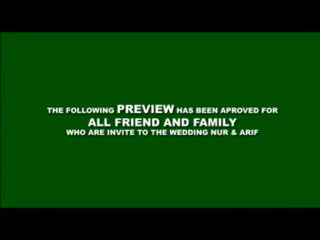 THE FOLLOWING PREVIEW HAS BEEN APROVED FOR
ALL FRIEND AND FAMILY
WHO ARE INVITE TO THE WEDDING NUR & ARIF